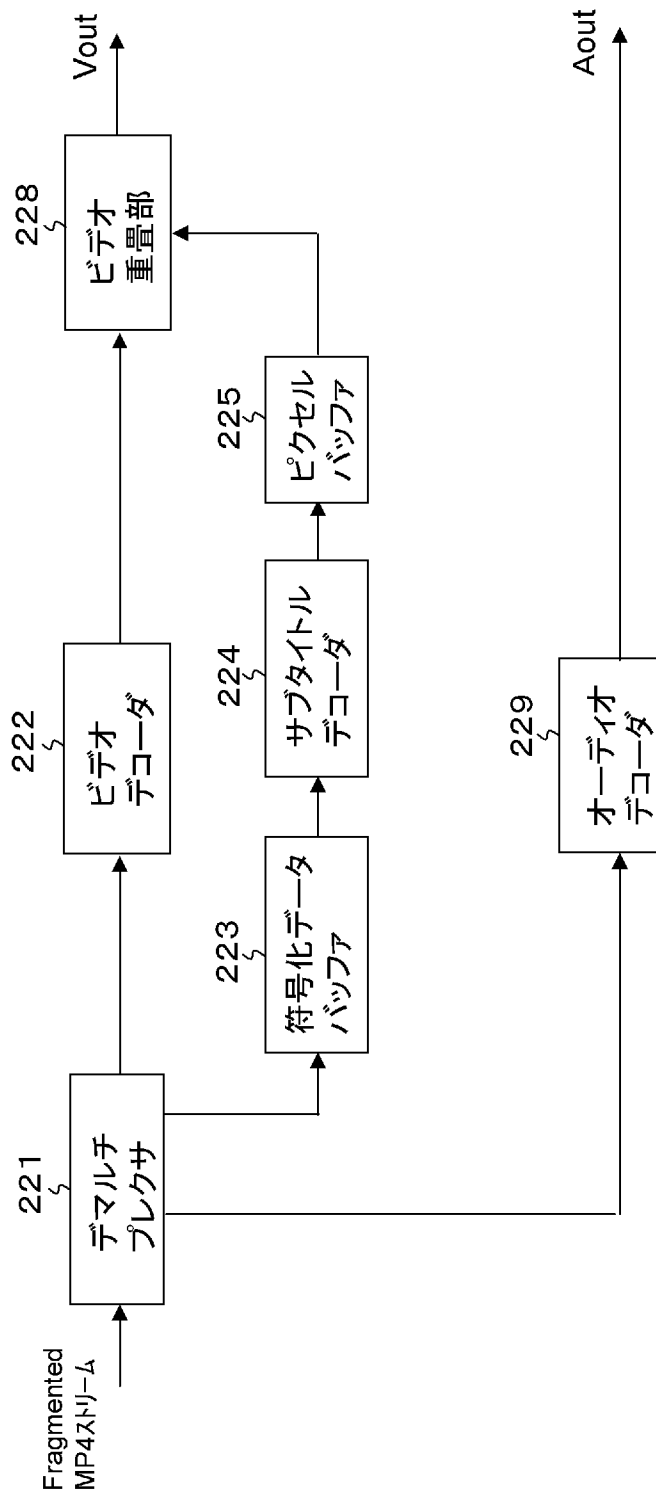 Fragmented
MP4ストリーム
221
デマルチ
プレクサ
222
ビデオ
デコーダ
228
ビデオ
重畳部
Vout
223
符号化データ
バッファ
224
サブタイトル
デコーダ
225
ピクセル
バッファ
229
オーディオ
デコーダ
Aout